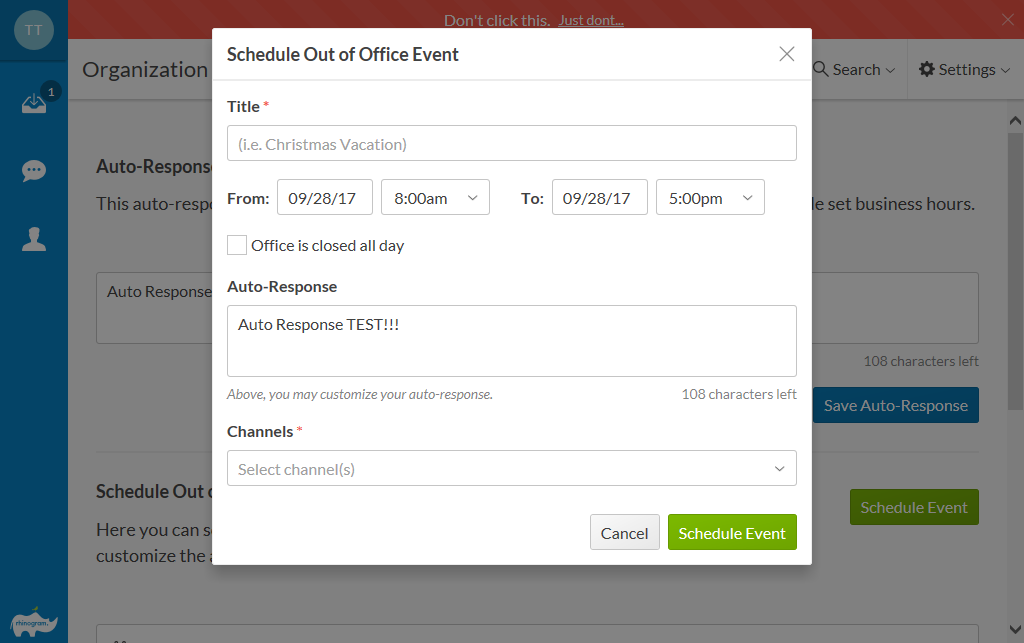 TT
Don't click this. Just dont...
1
Organization
Search
Settings
Schedule Out of Office Event
Title *
(i.e. Christmas Vacation)
From: 09/28/17 8:00am To: 09/28/17 5:00pm
Office is closed all day
Auto-Response
Auto Response TEST!!!
Above, you may customize your auto-response. 108 characters left
Channels *
Select channel(s)
Cancel Schedule Event
Auto-Respons
This auto-resp
le set business hours.
Auto Response
108 characters left
Save Auto-Response
Schedule Out o
Schedule Event
Here you can s
customize the a
rhinogram